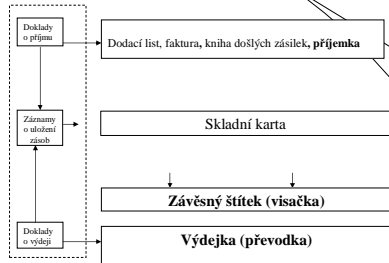 Doklady
o příjmu
Dodací list, faktura, kniha došlých zásilek, příjemka
Záznamy
o uložení
zásob
Skladní karta
Závěsný štítek (visačka)
Doklady
o výdeji
Výdejka (převodka)